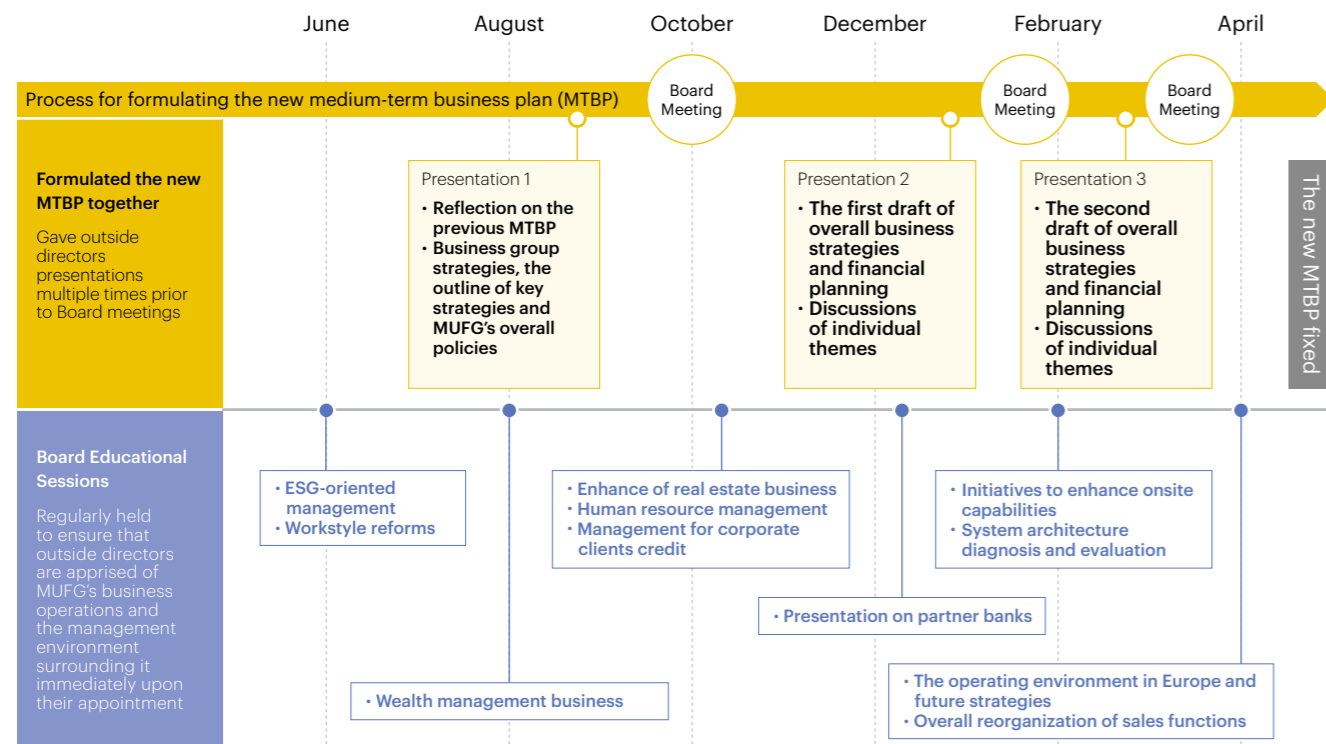 June
August
October
December
February
April
Process for formulating the new medium-term business plan (MTBP)
Board
Meeting
Board
Meeting
Board
Meeting
Formulated the new
MTBP together
Gave outside
directors
presentations
multiple times prior
to Board meetings
Presentation 1
・Reflection on the
previous MTBP
・Business group
strategies, the
outline of key
strategies and
MUFG's overall
policies
Presentation 2
・The first draft of
overall business
strategies
and financial
planning
・Discussions
of individual
themes
Presentation 3
・The second
draft of overall
business
strategies
and financial
planning
・Discussions
of individual
themes
The new MTBP fixed
Board Educational
Sessions
Regularly held
to ensure that
outside directors
are apprised of
MUFG's business
operations and
the management
environment
surrounding it
immediately upon
their appointment
・ESG-oriented
management
・Workstyle reforms
・Wealth management business
・Enhance of real estate business
・Human resource management
・Management for corporate
clients credit
・Presentation on partner banks
・Initiatives to enhance onsite
capabilities
・System architecture
diagnosis and evaluation
・The operating environment in Europe and
future strategies
・Overall reorganization of sales functions